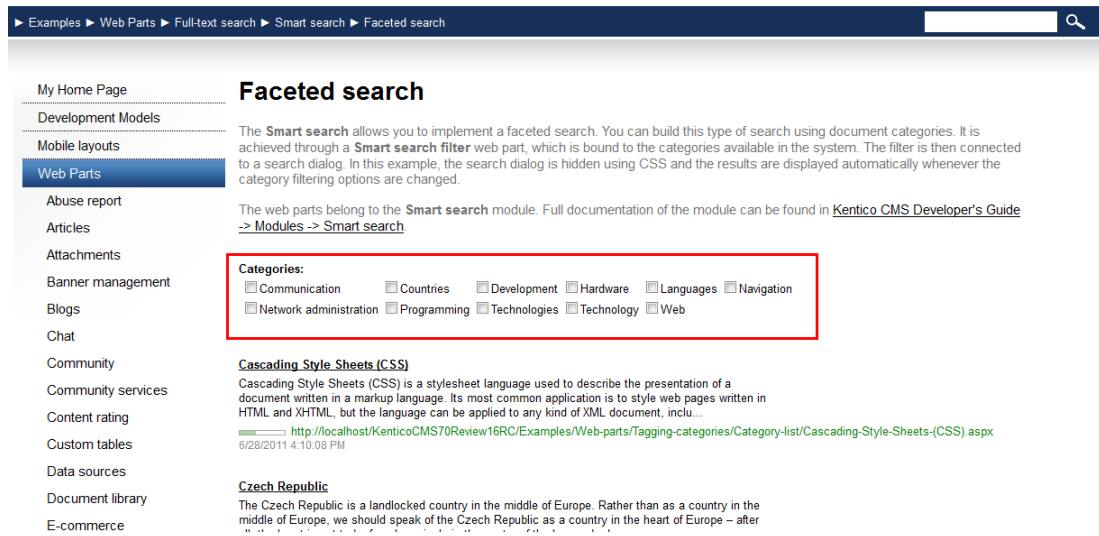 ► Examples ► Web Parts ► Full-text search ► Smart search ► Faceted search
My Home Page
Development Models
Mobile layouts
Web Parts
Abuse report
Articles
Attachments
Banner management
Blogs
Chat
Community
Community services
Content rating
Custom tables
Data sources
Document library
E-commerce
Faceted search
The Smart search allows you to implement a faceted search. You can build this type of search using document categories. It is
achieved through a Smart search filter web part, which is bound to the categories available in the system. The filter is then connected
to a search dialog. In this example, the search dialog is hidden using CSS and the results are displayed automatically whenever the
category filtering options are changed.
The web parts belong to the Smart search module. Full documentation of the module can be found in Kentico CMS Developer's Guide
-> Modules -> Smart search.
Categories:
Communication Countries Development Hardware Languages Navigation
Network administration Programming Technologies Technology Web
Cascading Style Sheets (CSS)
Cascading Style Sheets (CSS) is a stylesheet language used to describe the presentation of a
document written in a markup language. Its most common application is to style web pages written in
HTML and XHTML, but the language can be applied to any kind of XML document, inclu...
http://localhost/KenticoCMS70Review16RC/Examples/Web-parts/Tagging-categories/Category-list/Cascading-Style-Sheets-(CSS).aspx
6/28/2011 4:10:08 PM
Czech Republic
The Czech Republic is a landlocked country in the middle of Europe. Rather than as a country in the
middle of Europe, we should speak of the Czech Republic as a country in the heart of Europe – after